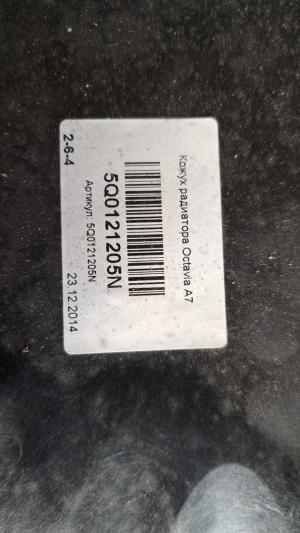 Кожух радиатора Octavia A7
5Q0121205N
Артикул: 5Q0121205N
2-6-4
23.12.2014